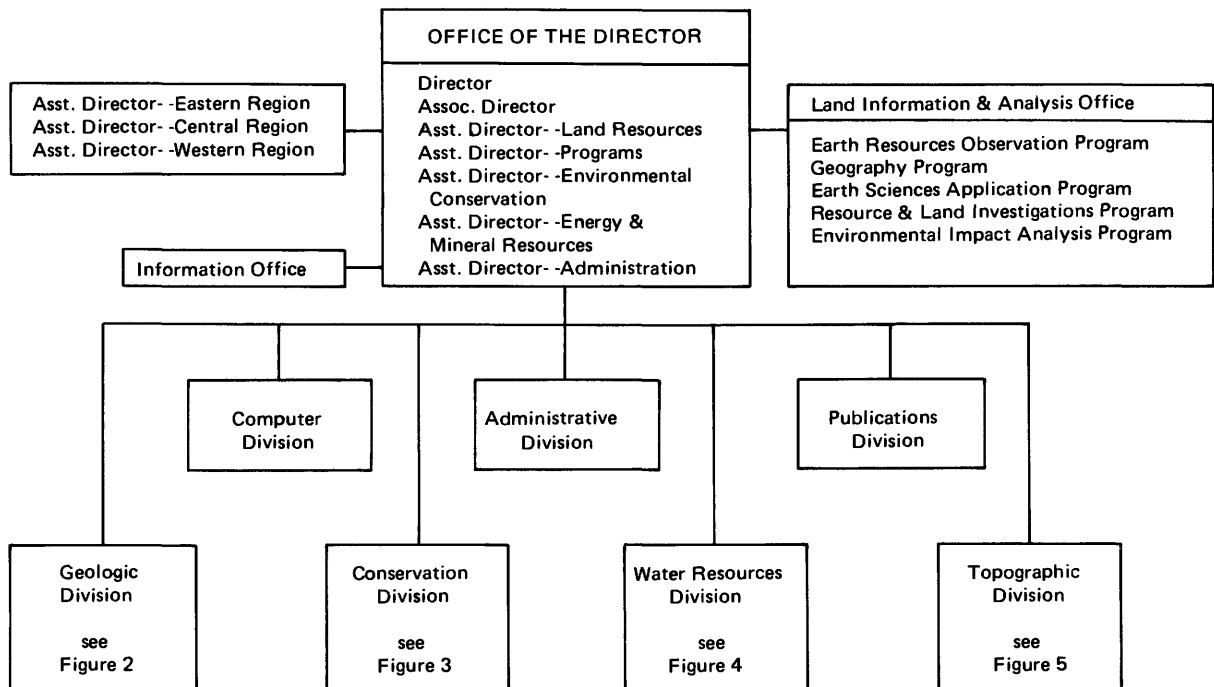 OFFICE OF THE DIRECTOR
Director
Assoc. Director
Asst. Director- -Land Resources
Asst. Director- -Programs
Asst. Director- -Environmental
Conservation
Asst. Director- -Energy &
Mineral Resources
Asst. Director- -Administration
Asst. Director- -Eastern Region
Asst. Director- -Central Region
Asst. Director- -Western Region
Information Office
Land Information & Analysis Office
Earth Resources Observation Program
Geography Program
Earth Sciences Application Program
Resource & Land Investigations Program
Environmental Impact Analysis Program
Computer
Division
Administrative
Division
Publications
Division
Geologic
Division
see
Figure 2
Conservation
Division
see
Figure 3
Water Resources
Division
see
Figure 4
Topographic
Division
see
Figure 5